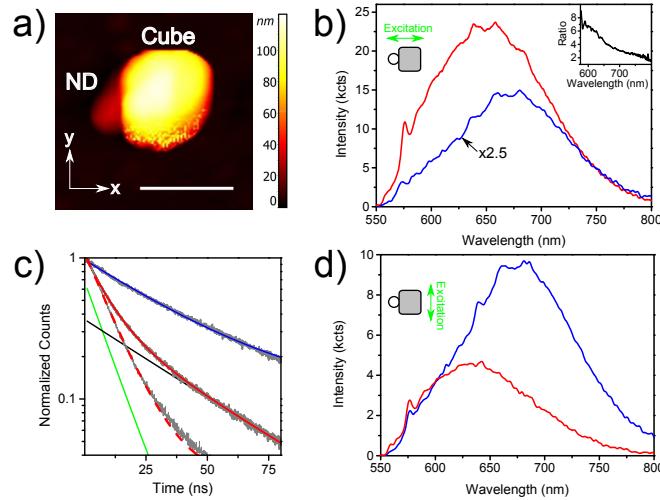 a)
Cube
ND
y
x
nm
100
80
60
40
20
0
b)
Excitation
x2.5
Intensity (kcts)
25
20
15
10
5
0
550 600 650 700 750 800
Wavelength (nm)
Ratio
8
6
4
2
600 700
Wavelength (nm)
c)
Normalized Counts
1
0.1
25 50 75
Time (ns)
d)
Excitation
Intensity (kcts)
10
8
6
4
2
0
550 600 650 700 750 800
Wavelength (nm)